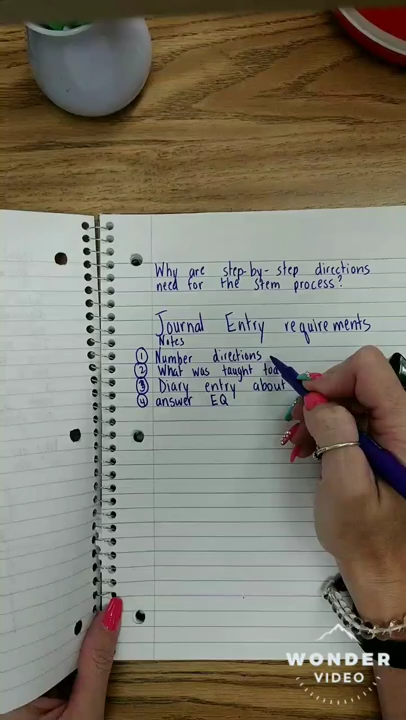 Why are step-by-step directions
need for the stem process?
Journal Entry requirements
Notes
1 Number directions
2 What was taught
3 Diary entry about
4 answer EQ
WONDER
VIDEO